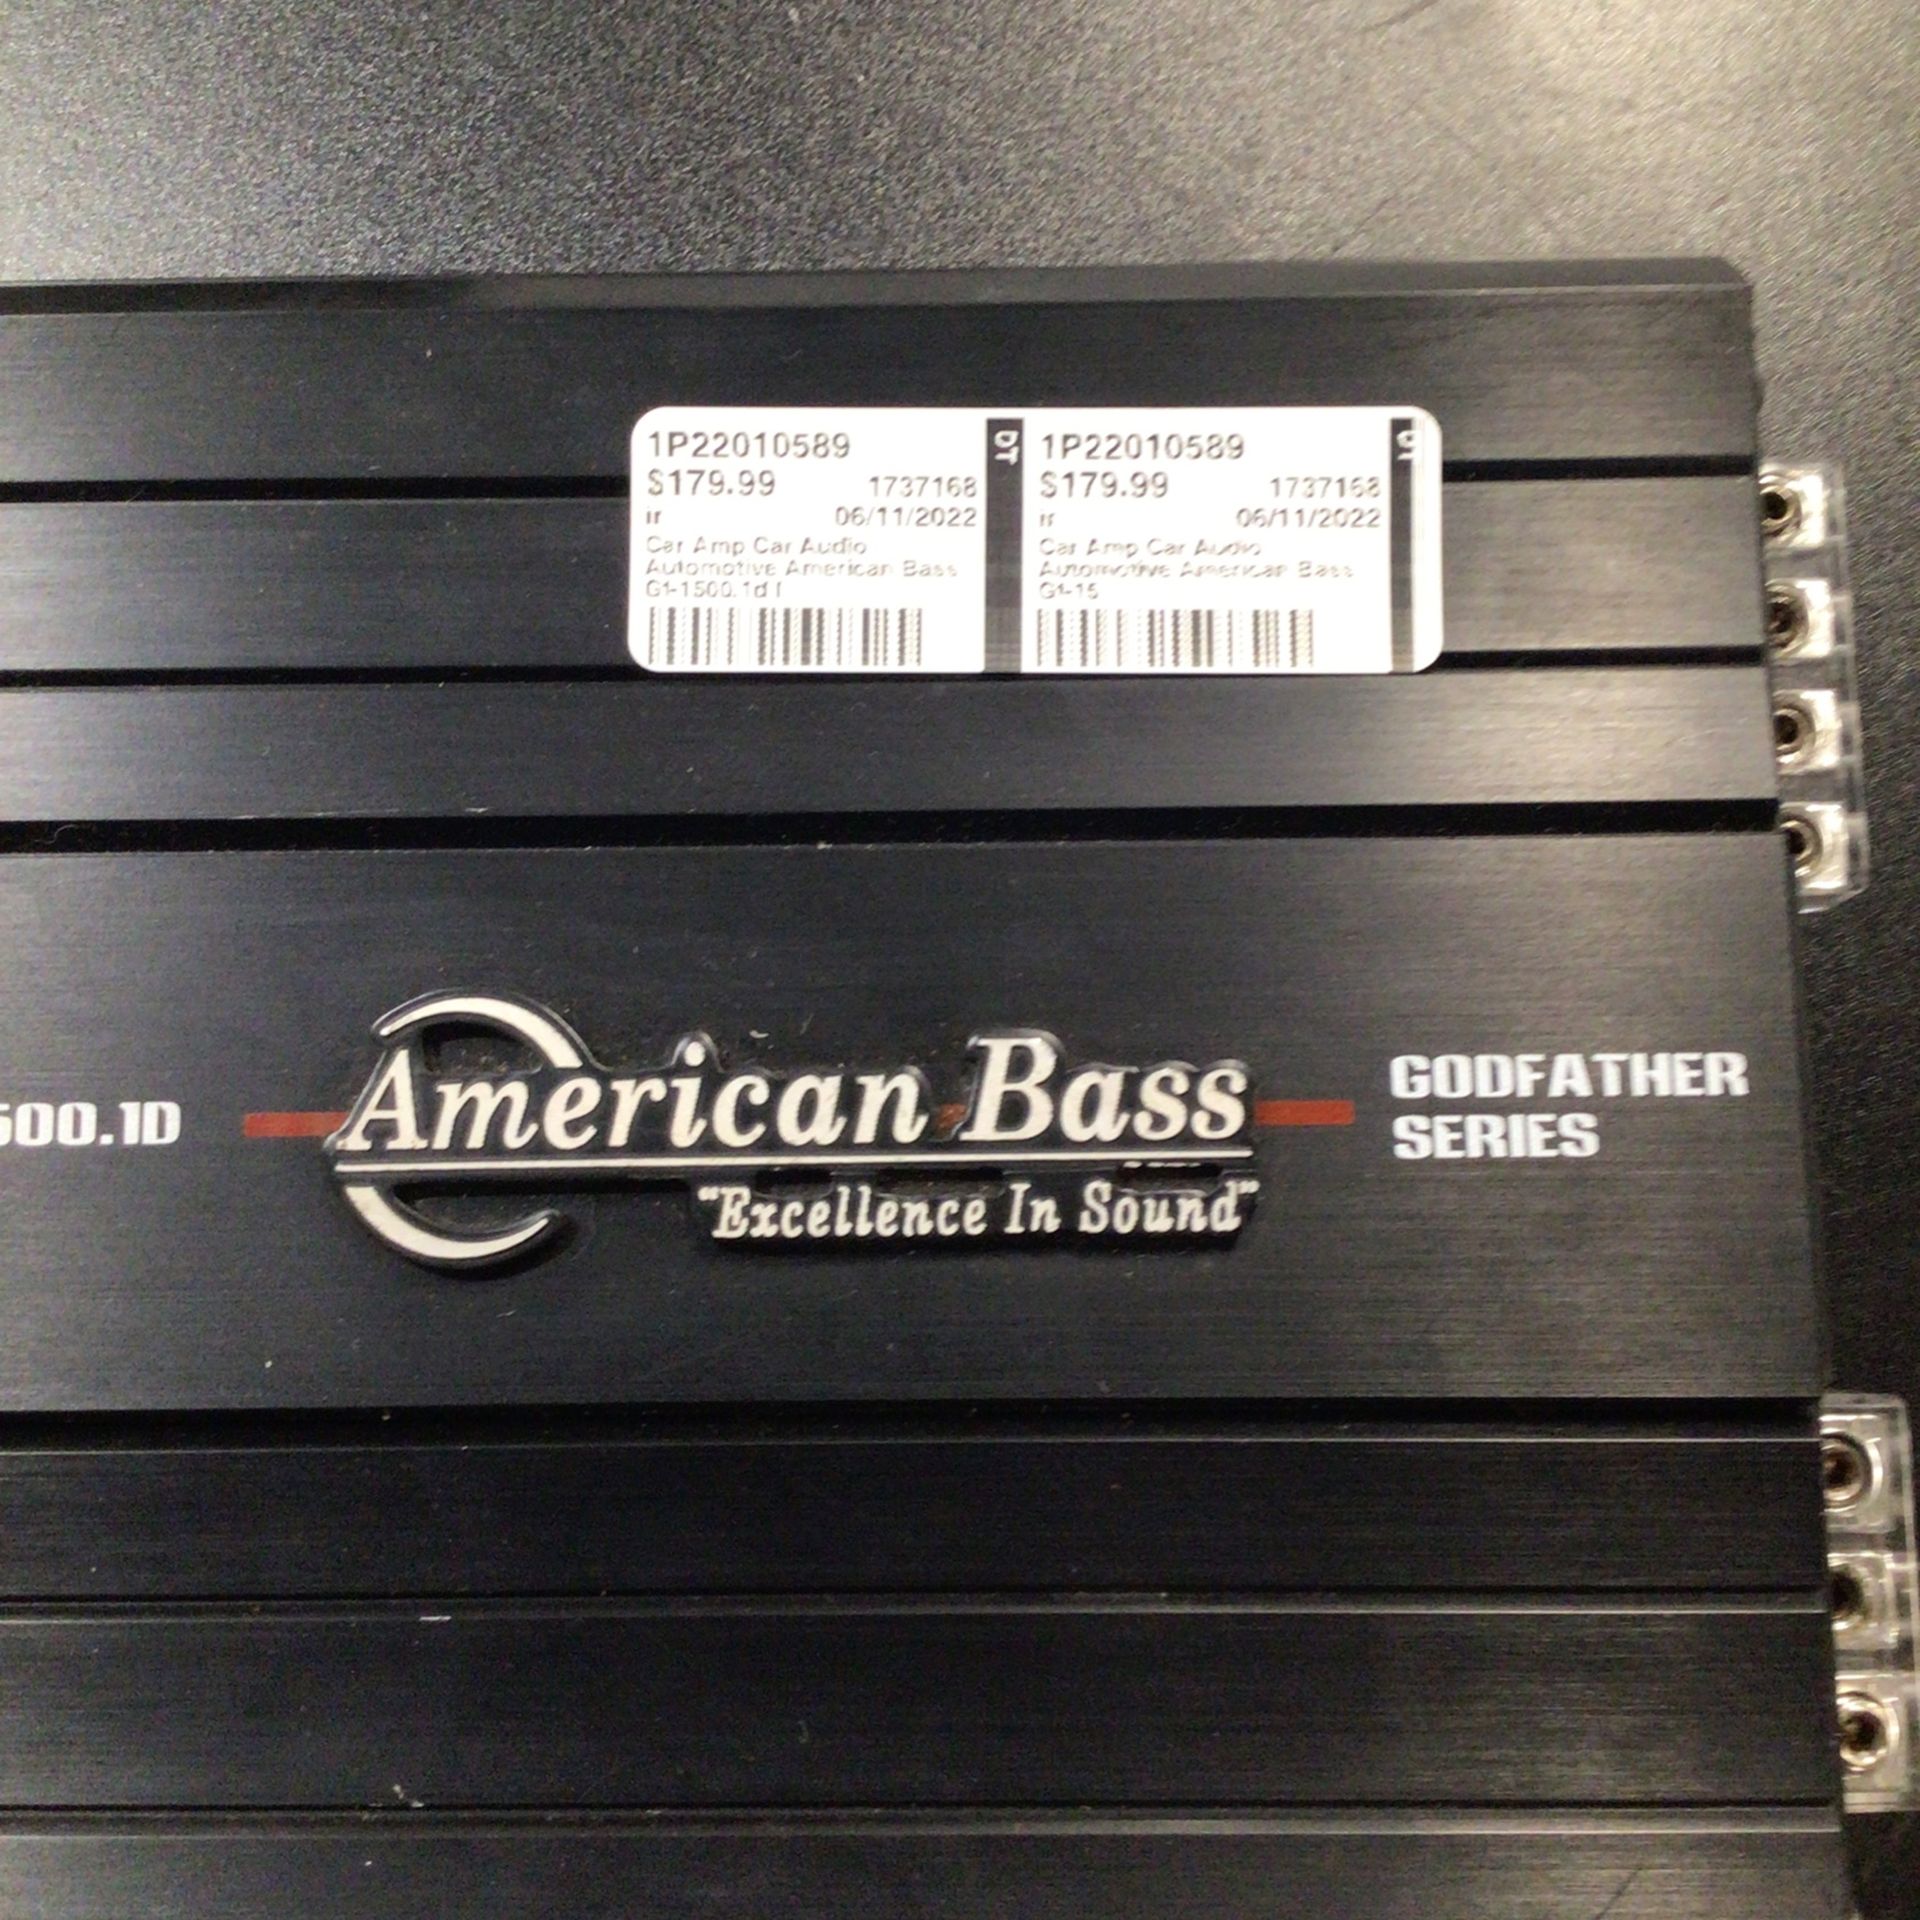 1P22010589
$179.99 1737168
ir 06/11/2022
Car Amp Car Audio
Automotive American Bass
G1-1500.1d I
DT
1P22010589
$179.99 1737168
ir 06/11/2022
Car Amp Car Audio
Automotive American Bass
G1-15
DT
500.1D
American Bass
"Excellence In Sound"
GODFATHER
SERIES